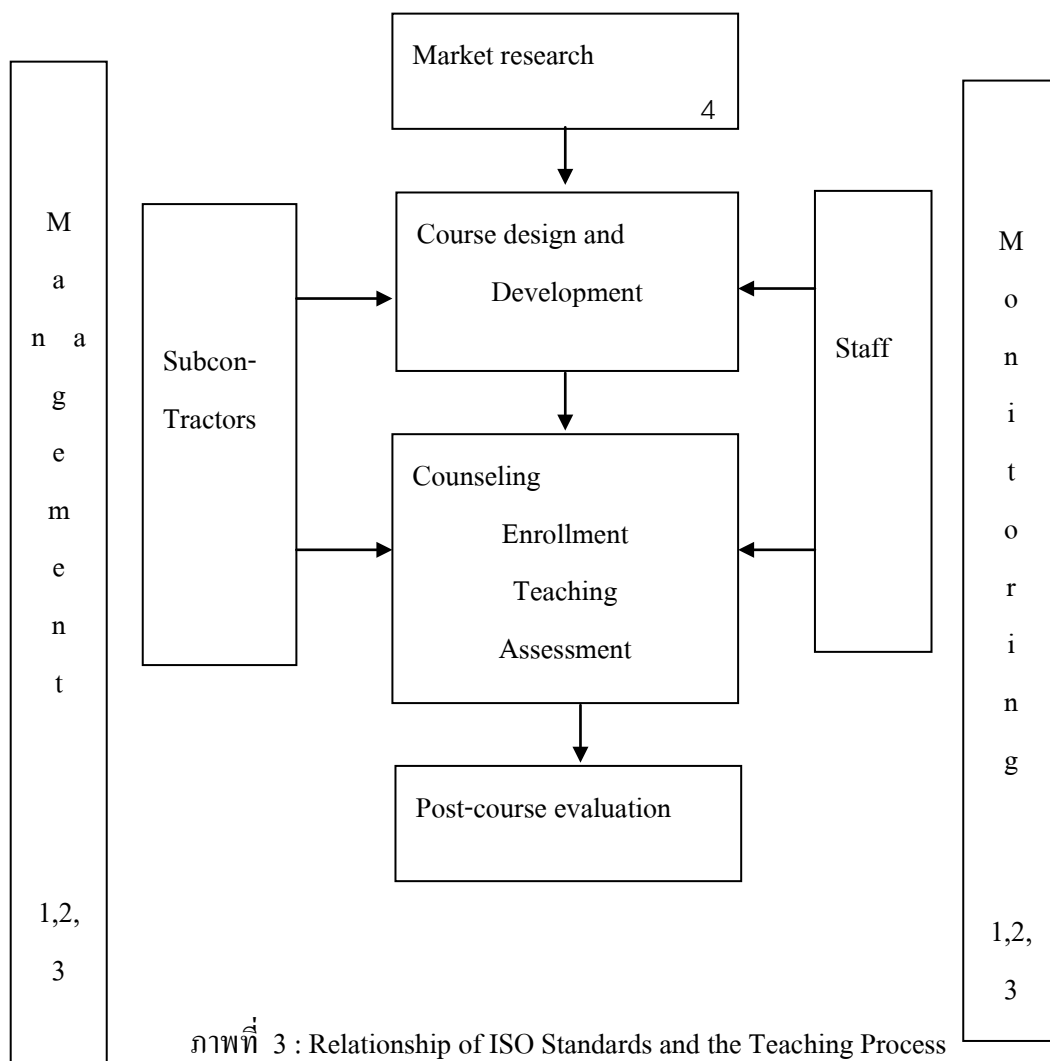 Market research
4
M
a
n a
g
e
m
e
n
t
1,2,
3
Subcon-
Tractors
Course design and
Development
Staff
M
o
n
i
t
o
r
i
n
g
1,2,
3
Counseling
Enrollment
Teaching
Assessment
Post-course evaluation
ภาพที่ 3 : Relationship of ISO Standards and the Teaching Process